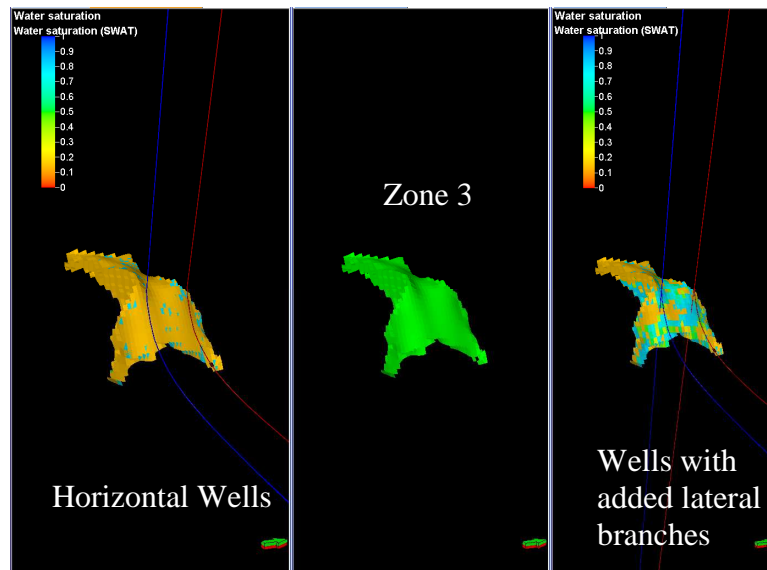 Water saturation
Water saturation (SWAT)
1
0.9
0.8
0.7
0.6
0.5
0.4
0.3
0.2
0.1
0
Horizontal Wells
Zone 3
Water saturation
Water saturation (SWAT)
1
0.9
0.8
0.7
0.6
0.5
0.4
0.3
0.2
0.1
0
Wells with
added lateral
branches